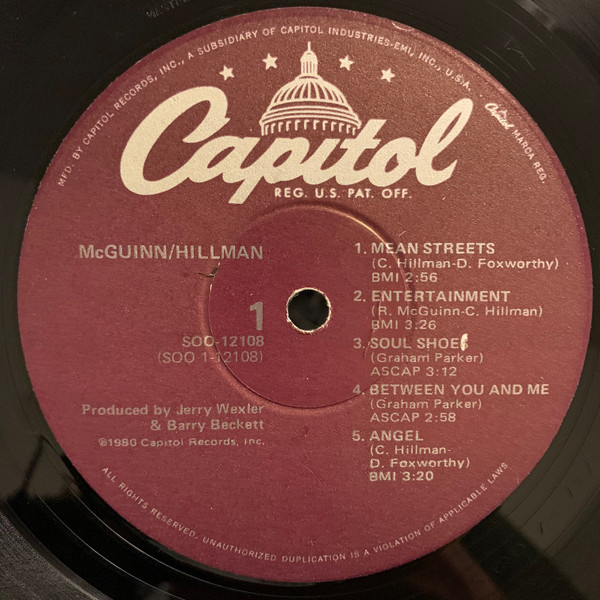 MFD. BY CAPITOL RECORDS, INC., A SUBSIDIARY OF CAPITOL INDUSTRIES-EMI, INC., U.S.A.
Capitol MARCA REG.
Capitol
REG. U.S. PAT. OFF.
McGUINN/HILLMAN
1
SOO-12108
(SOO 1-12108)
Produced by Jerry Wexler
& Barry Beckett
℗1980 Capitol Records, Inc.
1. MEAN STREETS
(C. Hillman-D. Foxworthy)
BMI 2:56
2. ENTERTAINMENT
(R. McGuinn-C. Hillman)
BMI 3:26
3. SOUL SHOES
(Graham Parker)
ASCAP 3:12
4. BETWEEN YOU AND ME
(Graham Parker)
ASCAP 2:58
5. ANGEL
(C. Hillman-
D. Foxworthy)
BMI 3:20
ALL RIGHTS RESERVED. UNAUTHORIZED DUPLICATION IS A VIOLATION OF APPLICABLE LAWS